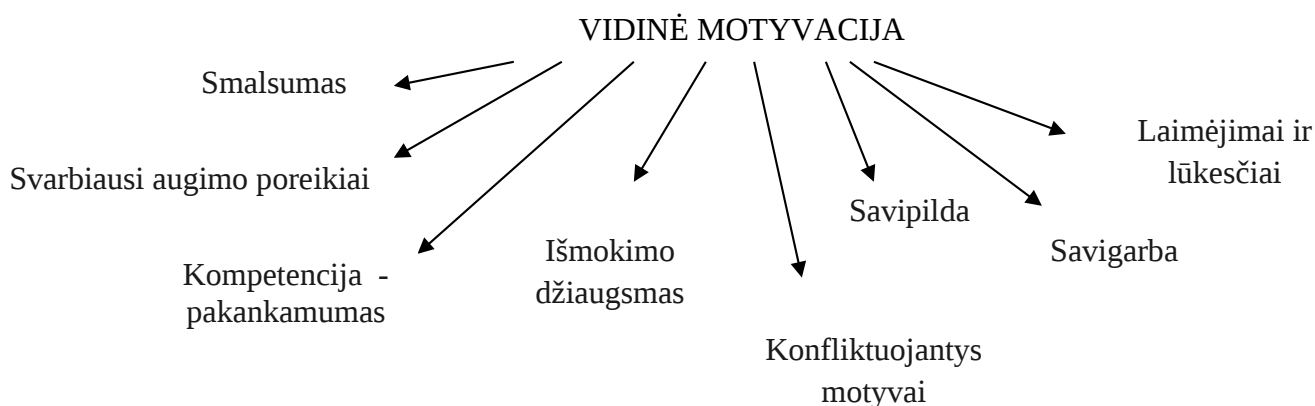 VIDINĖ MOTYVACIJA
Smalsumas
Svarbiausi augimo poreikiai
Kompetencija -
pakankamumas
Išmokimo
džiaugsmas
Konfliktuojantys
motyvai
Savipilda
Savigarba
Laimėjimai ir
lūkesčiai